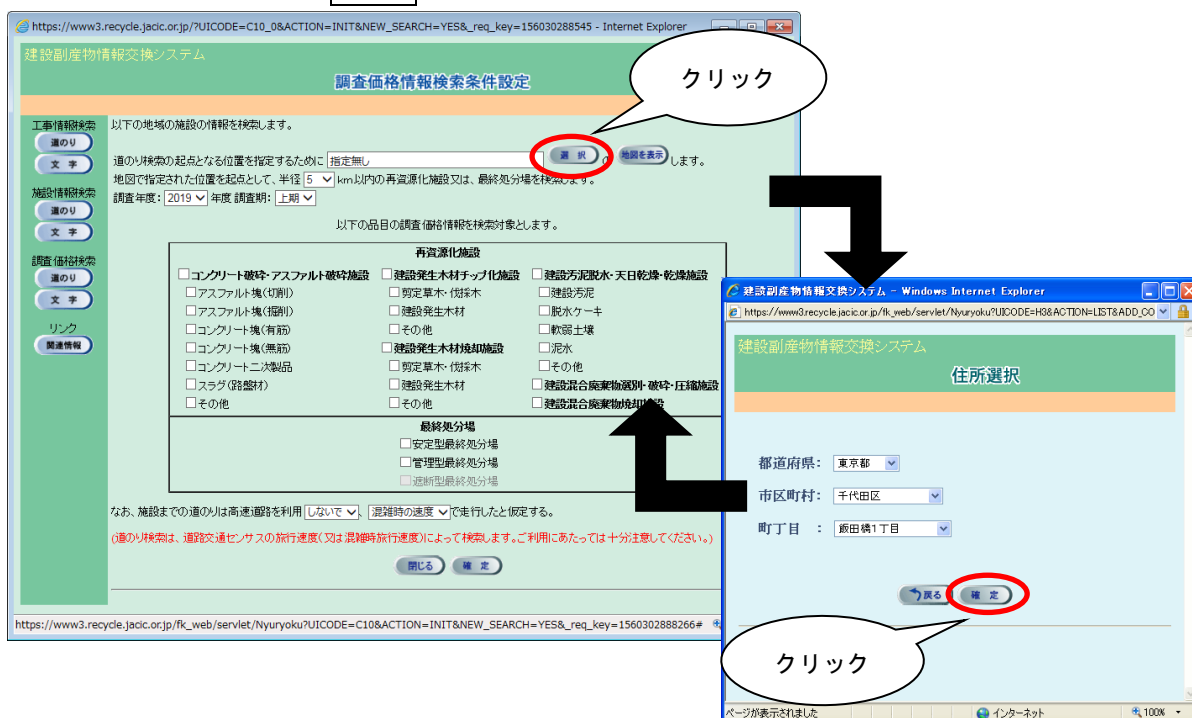 https://www3.recycle.jacic.or.jp/?UICODE=C10_0&ACTION=INIT&NEW_SEARCH=YES&_req_key=156030288545 - Internet Explorer
建設副産物情報交換システム
調査価格情報検索条件設定
クリック
工事情報検索
道のり
文 字
施設情報検索
道のり
文 字
調査価格検索
道のり
文 字
リンク
関連情報
以下の地域の施設の情報を検索します。
道のり検索の起点となる位置を指定するために 指定無し 選 択 の 地図を表示 します。
地図で指定された位置を起点として、半径 5 km以内の再資源化施設又は、最終処分場を検索します。
調査年度: 2019 年度 調査期: 上期
以下の品目の調査価格情報を検索対象とします。
再資源化施設
コンクリート破砕・アスファルト破砕施設 建設発生木材チップ化施設 建設汚泥脱水・天日乾燥・乾燥施設
アスファルト塊(切削) 剪定草木・伐採木 建設汚泥
アスファルト塊(掘削) 建設発生木材 脱水ケーキ
コンクリート塊(有筋) その他 軟弱土壌
コンクリート塊(無筋) 建設発生木材焼却施設 泥水
コンクリート二次製品 剪定草木・伐採木 その他
スラグ(路盤材) 建設発生木材 建設混合廃棄物選別・破砕・圧縮施設
その他 その他 建設混合廃棄物焼却施設
最終処分場
安定型最終処分場
管理型最終処分場
遮断型最終処分場
なお、施設までの道のりは高速道路を利用 しないで 、 混雑時の速度 で走行したと仮定する。
(道のり検索は、道路交通センサスの旅行速度(又は混雑時旅行速度)によって検索します。ご利用にあたっては十分注意してください。)
閉じる 確 定
https://www3.recycle.jacic.or.jp/fk_web/servlet/Nyuryoku?UICODE=C10&ACTION=INIT&NEW_SEARCH=YES&_req_key=1560302888266#
建設副産物情報交換システム - Windows Internet Explorer
https://www3.recycle.jacic.or.jp/fk_web/servlet/Nyuryoku?UICODE=H3&ACTION=LIST&ADD_CO
建設副産物情報交換システム
住所選択
都道府県: 東京都
市区町村: 千代田区
町丁目 : 飯田橋1丁目
戻る 確 定
クリック
ページが表示されました インターネット 100%